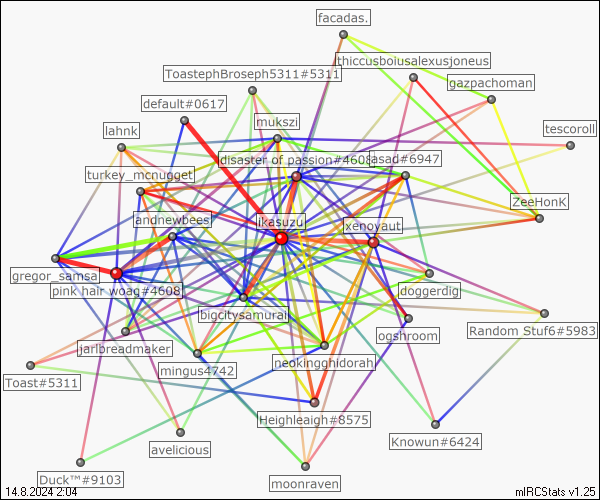 facadas.
thiccusboiusalexusjoneus
ToastephBroseph5311#5311
gazpachoman
default#0617
mukszi
lahnk
tescoroll
disaster of passion#4608
asad#6947
turkey_mcnugget
ZeeHonK
andnewbees
ikasuzu
xenoyaut
gregor_samsa
pink hair woag#4608
doggerdig
bigcitysamurai
ogshroom
Random Stuf6#5983
jarlbreadmaker
mingus4742
neokingghidorah
Toast#5311
Heighleaigh#8575
Knowun#6424
avelicious
Duck™#9103
moonraven
14.8.2024 2:04
mIRCStats v1.25